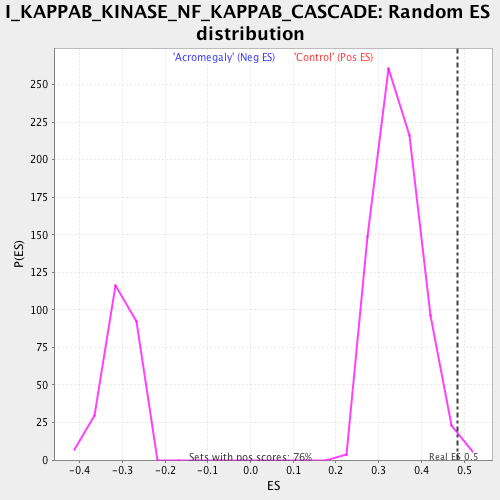 I_KAPPAB_KINASE_NF_KAPPAB_CASCADE: Random ES
distribution
'Acromegaly' (Neg ES) 'Control' (Pos ES)
250
225
200
175
150
125
100
75
50
25
0
P(ES)
Sets with pos scores: 76%
Real ES 0.5
-0.4 -0.3 -0.2 -0.1 0.0 0.1 0.2 0.3 0.4 0.5
ES